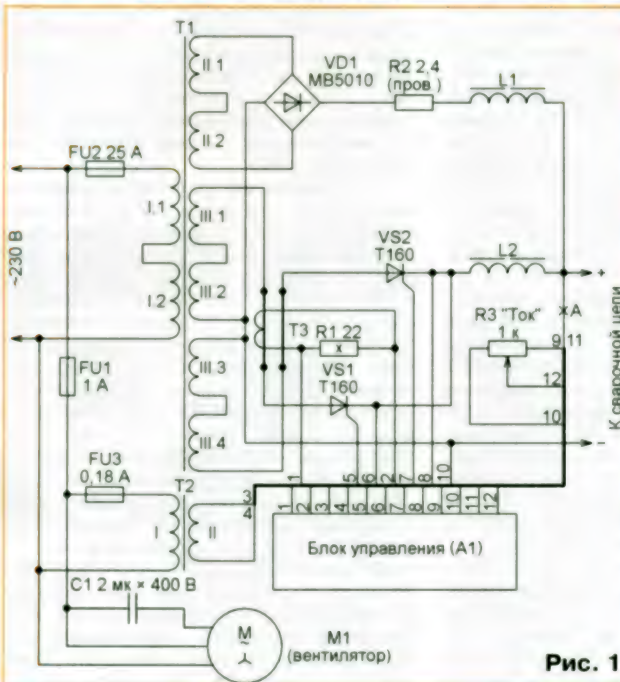 T1
II 1
II 2
VD1
MB5010
R2 2,4
(пров )
L1
FU2 25 A
I.1
I.2
~230 В
III 1
III 2
III 3
III 4
VS2
T160
L2
+
A
К сварочной цепи
R3 "Ток"
1 к
9
11
12
10
T3
R1 22
x
VS1
T160
–
FU1
1 A
FU3
0,18 A
T2
I
II
3
4
1
5
6
2
7
8
10
1
2
3
4
5
6
7
8
9
10
11
12
Блок управления (А1)
C1 2 мк × 400 В
M
~
M1
(вентилятор)
Рис. 1